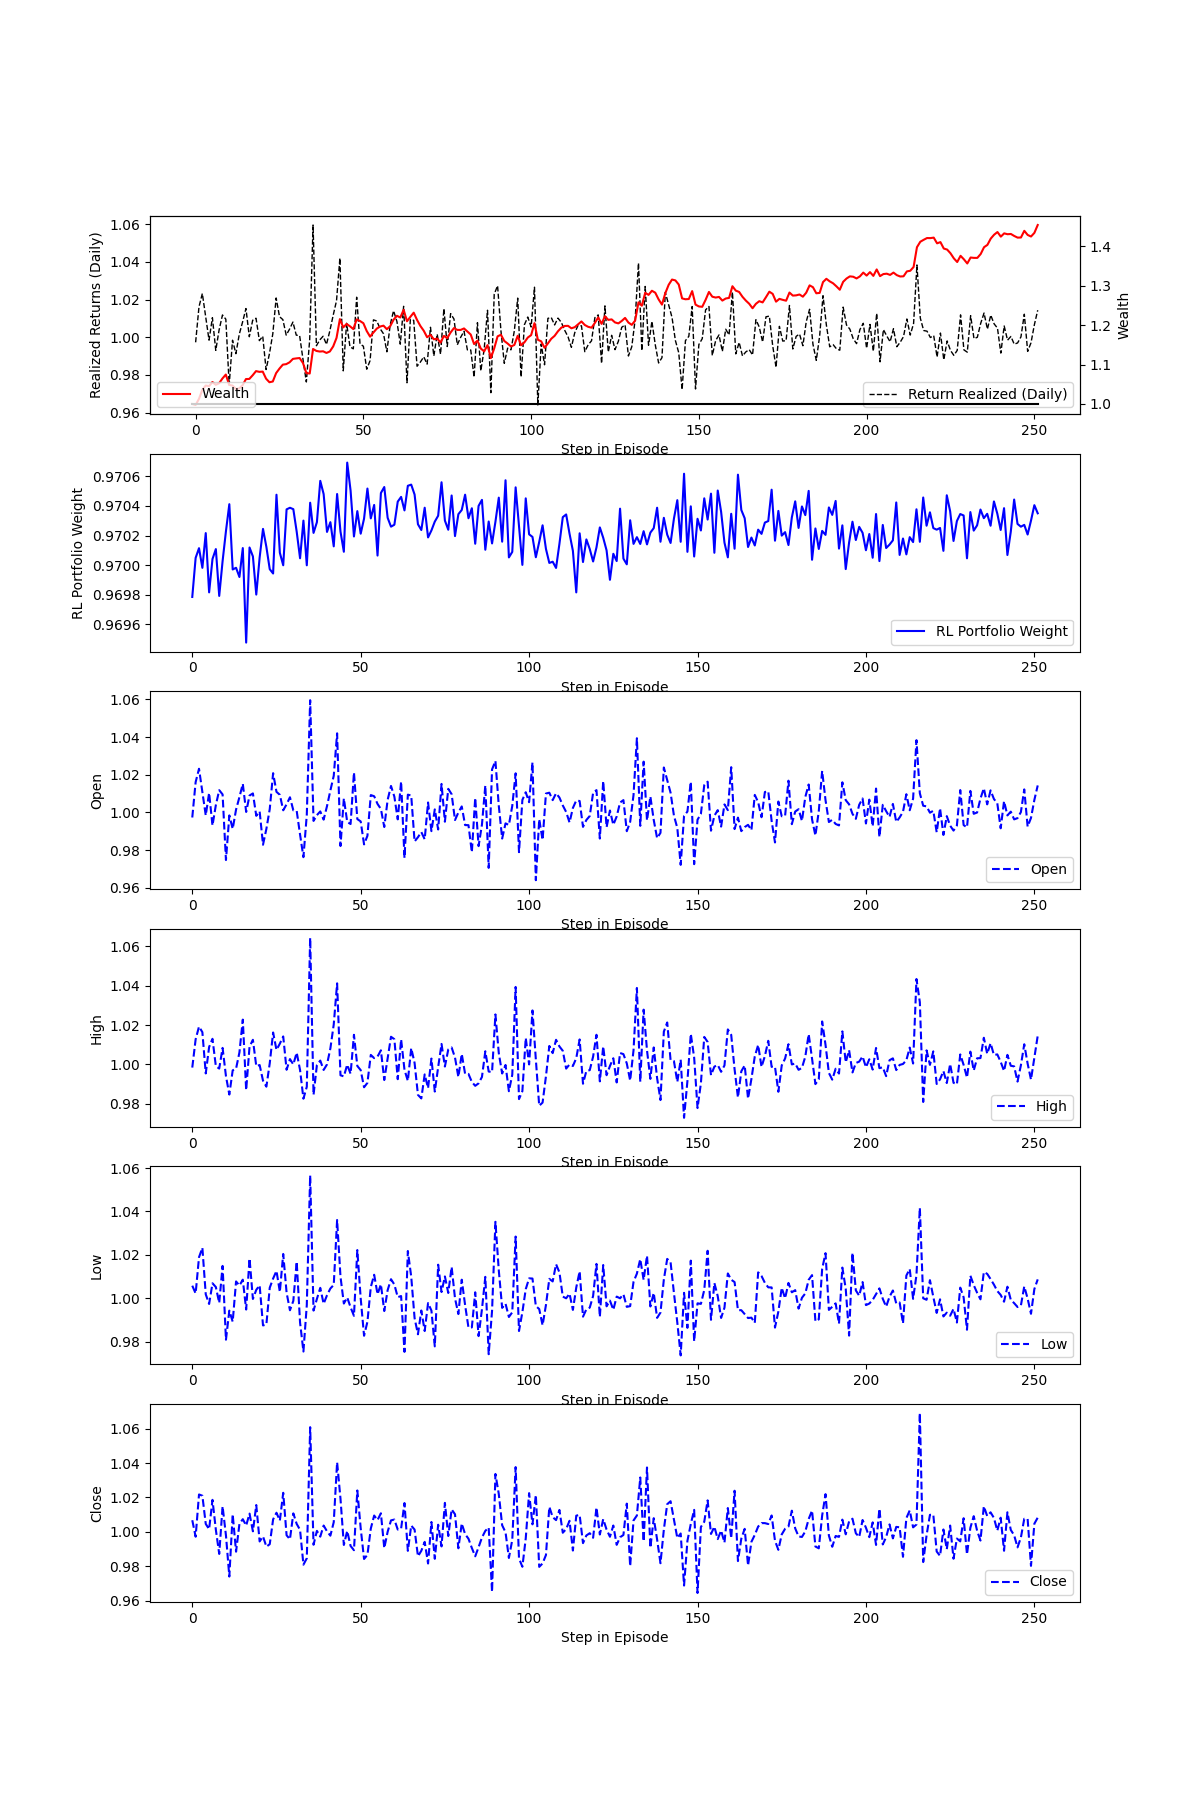 1.06
1.04
1.02
1.00
0.98
0.96
Realized Returns (Daily)
1.4
1.3
1.2
1.1
1.0
Wealth
Wealth
Return Realized (Daily)
0 50 100 150 200 250
Step in Episode
0.9706
0.9704
0.9702
0.9700
0.9698
0.9696
RL Portfolio Weight
RL Portfolio Weight
0 50 100 150 200 250
Step in Episode
1.06
1.04
1.02
1.00
0.98
0.96
Open
Open
0 50 100 150 200 250
Step in Episode
1.06
1.04
1.02
1.00
0.98
High
High
0 50 100 150 200 250
Step in Episode
1.06
1.04
1.02
1.00
0.98
Low
Low
0 50 100 150 200 250
Step in Episode
1.06
1.04
1.02
1.00
0.98
0.96
Close
Close
0 50 100 150 200 250
Step in Episode